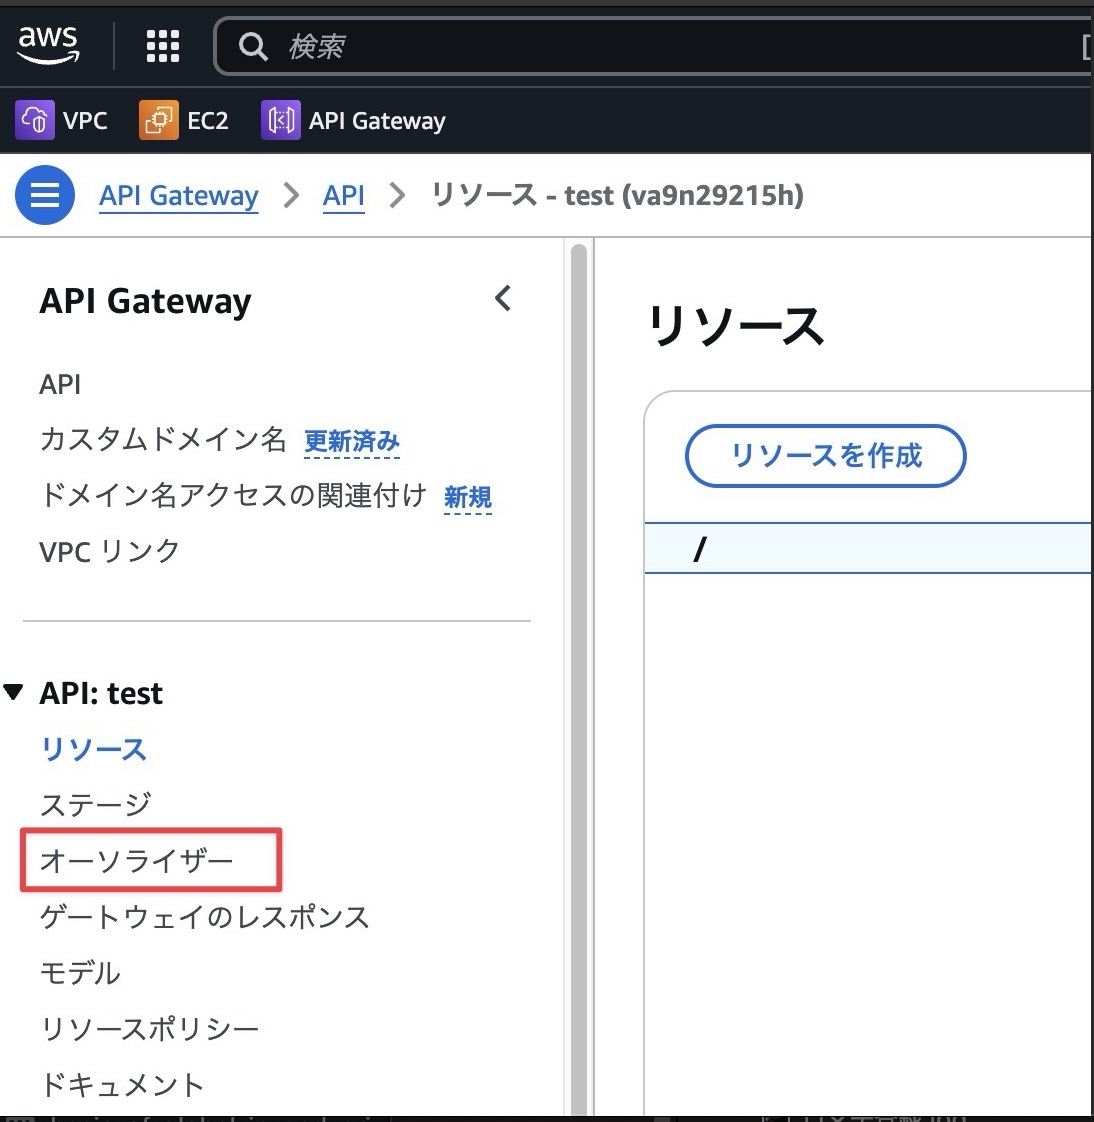 aws
検索
VPC EC2 API Gateway
API Gateway API リソース - test (va9n29215h)
API Gateway
API
カスタムドメイン名 更新済み
ドメイン名アクセスの関連付け 新規
VPC リンク
API: test
リソース
ステージ
オーソライザー
ゲートウェイのレスポンス
モデル
リソースポリシー
ドキュメント
リソース
リソースを作成
/